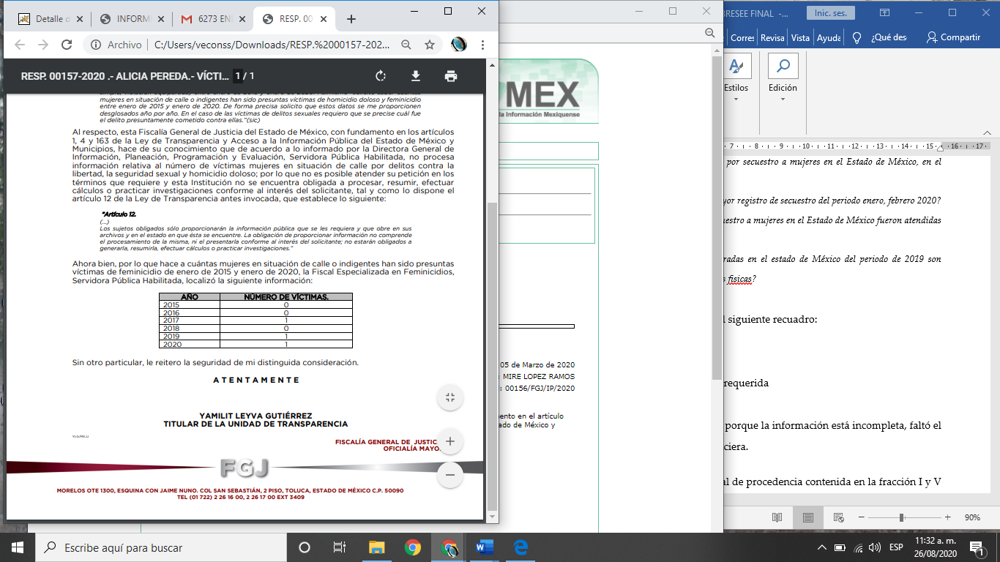 Detalle d
INFORM
6273 ENE
RESP. 00
Archivo
C:/Users/veconss/Downloads/RESP.%2000157-202...
RESP. 00157-2020 .- ALICIA PEREDA.- VÍCTI...
1 / 1
mujeres en situación de calle o indigentes han sido presuntas víctimas de homicidio doloso y feminicidio
entre enero de 2015 y enero de 2020. De forma precisa solicito que estos datos se me proporcionen
desglosados año por año. En el caso de las víctimas de delitos sexuales requiero que se precise cuál fue
el delito presuntamente cometido contra ellas."(sic)
Al respecto, esta Fiscalía General de Justicia del Estado de México, con fundamento en los artículos
1, 4 y 163 de la Ley de Transparencia y Acceso a la Información Pública del Estado de México y
Municipios, hace de su conocimiento que de acuerdo a lo informado por la Directora General de
Información, Planeación, Programación y Evaluación, Servidora Pública Habilitada, no procesa
información relativa al número de víctimas mujeres en situación de calle por delitos contra la
libertad, la seguridad sexual y homicidio doloso; por lo que no es posible atender su petición en los
términos que requiere y esta Institución no se encuentra obligada a procesar, resumir, efectuar
cálculos o practicar investigaciones conforme al interés del solicitante, tal y como lo dispone el
artículo 12 de la Ley de Transparencia antes invocada, que establece lo siguiente:
"Artículo 12.
(...)
Los sujetos obligados sólo proporcionarán la información pública que se les requiera y que obre en sus
archivos y en el estado en que ésta se encuentre. La obligación de proporcionar información no comprende
el procesamiento de la misma, ni el presentarla conforme al interés del solicitante; no estarán obligados a
generarla, resumirla, efectuar cálculos o practicar investigaciones."
Ahora bien, por lo que hace a cuántas mujeres en situación de calle o indigentes han sido presuntas
víctimas de feminicidio de enero de 2015 y enero de 2020, la Fiscal Especializada en Feminicidios,
Servidora Pública Habilitada, localizó la siguiente información:
AÑO NÚMERO DE VÍCTIMAS.
2015 0
2016 0
2017 1
2018 0
2019 1
2020 1
Sin otro particular, le reitero la seguridad de mi distinguida consideración.
A T E N T A M E N T E
YAMILIT LEYVA GUTIÉRREZ
TITULAR DE LA UNIDAD DE TRANSPARENCIA
FISCALÍA GENERAL DE JUSTIC
OFICIALÍA MAYO
FGJ
MORELOS OTE 1300, ESQUINA CON JAIME NUNO. COL SAN SEBASTIÁN, 2 PISO, TOLUCA, ESTADO DE MÉXICO C.P. 50090
TEL (01 722) 2 26 16 00, 2 26 17 00 EXT 3409
MEX
la Información Mexiquense
05 de Marzo de 2020
: MIRE LOPEZ RAMOS
: 00156/FGJ/IP/2020
ento en el artículo
ado de México y
BRESEE FINAL -...
Inic. ses.
Corres
Revisa
Vista
Ayuda
¿Qué des
Compartir
Estilos
Edición
7 8 9 10 11 12 13 14 15 16 17
por secuestro a mujeres en el Estado de México, en el
yor registro de secuestro del periodo enero, febrero 2020?
uestro a mujeres en el Estado de México fueron atendidas
radas en el estado de México del periodo de 2019 son
s fisicas?
l siguiente recuadro:
requerida
porque la información está incompleta, faltó el
ciera.
al de procedencia contenida en la fracción I y V
90%
Escribe aquí para buscar
ESP
11:32 a. m.
26/08/2020
1